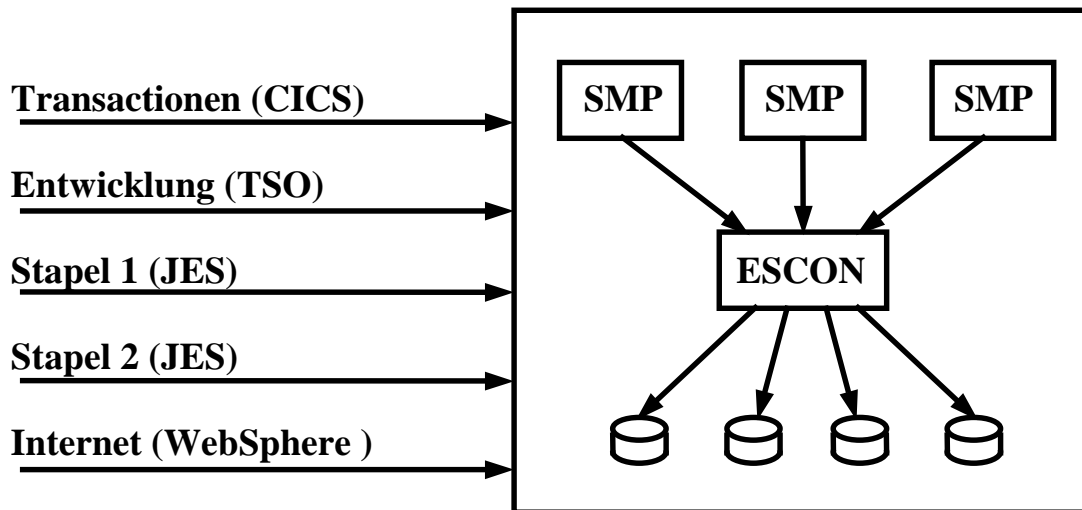 Transactionen (CICS)
Entwicklung (TSO)
Stapel 1 (JES)
Stapel 2 (JES)
Internet (WebSphere )
SMP SMP SMP
ESCON